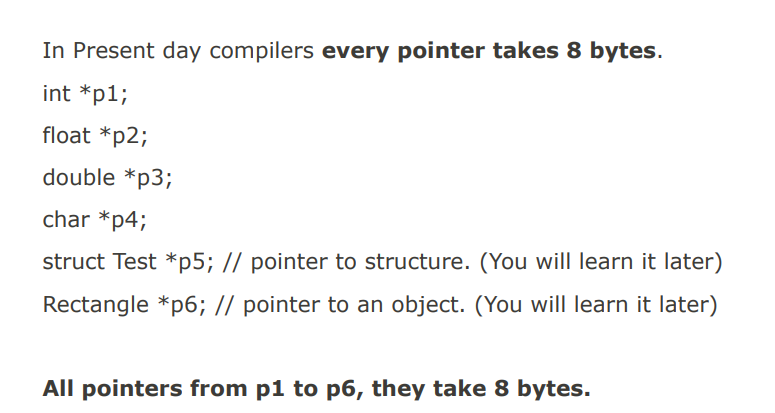 In Present day compilers every pointer takes 8 bytes.
int *p1;
float *p2;
double *p3;
char *p4;
struct Test *p5; // pointer to structure. (You will learn it later)
Rectangle *p6; // pointer to an object. (You will learn it later)
All pointers from p1 to p6, they take 8 bytes.